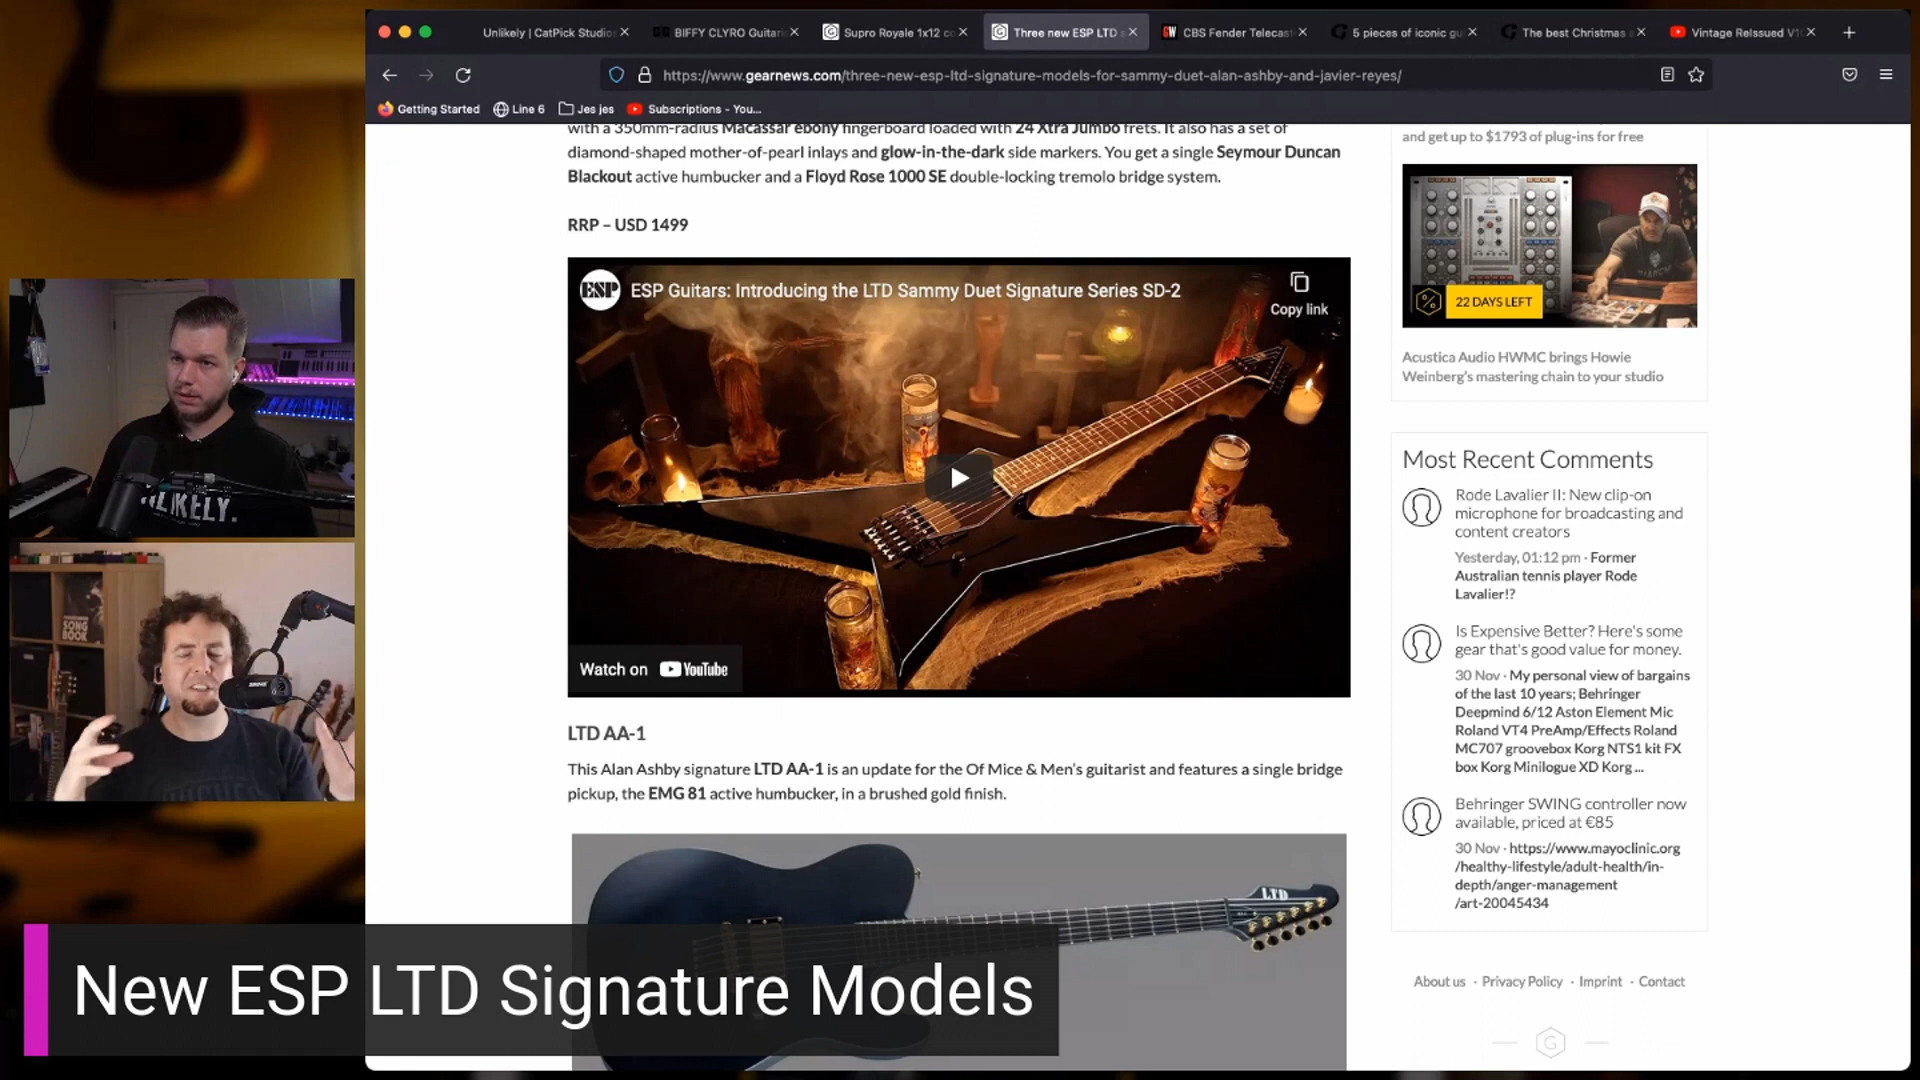 Unlikely | CatPick Studio
BIFFY CLYRO Guitaris
Supro Royale 1x12 co
Three new ESP LTD s
CBS Fender Telecast
5 pieces of iconic gu
The best Christmas a
Vintage ReIssued V1
https://www.gearnews.com/three-new-esp-ltd-signature-models-for-sammy-duet-alan-ashby-and-javier-reyes/
Getting Started
Line 6
Jes jes
Subscriptions - You...
with a 350mm-radius Macassar ebony fingerboard loaded with 24 Xtra Jumbo frets. It also has a set of
diamond-shaped mother-of-pearl inlays and glow-in-the-dark side markers. You get a single Seymour Duncan
Blackout active humbucker and a Floyd Rose 1000 SE double-locking tremolo bridge system.
RRP – USD 1499
ESP
ESP Guitars: Introducing the LTD Sammy Duet Signature Series SD-2
Copy link
Watch on YouTube
LTD AA-1
This Alan Ashby signature LTD AA-1 is an update for the Of Mice & Men's guitarist and features a single bridge
pickup, the EMG 81 active humbucker, in a brushed gold finish.
LTD
and get up to $1793 of plug-ins for free
22 DAYS LEFT
Acustica Audio HWMC brings Howie
Weinberg's mastering chain to your studio
Most Recent Comments
Rode Lavalier II: New clip-on
microphone for broadcasting and
content creators
Yesterday, 01:12 pm · Former
Australian tennis player Rode
Lavalier!?
Is Expensive Better? Here's some
gear that's good value for money.
30 Nov · My personal view of bargains
of the last 10 years; Behringer
Deepmind 6/12 Aston Element Mic
Roland VT4 PreAmp/Effects Roland
MC707 groovebox Korg NTS1 kit FX
box Korg Minilogue XD Korg ...
Behringer SWING controller now
available, priced at €85
30 Nov · https://www.mayoclinic.org
/healthy-lifestyle/adult-health/in-
depth/anger-management
/art-20045434
About us · Privacy Policy · Imprint · Contact
SONG
BOOK
New ESP LTD Signature Models